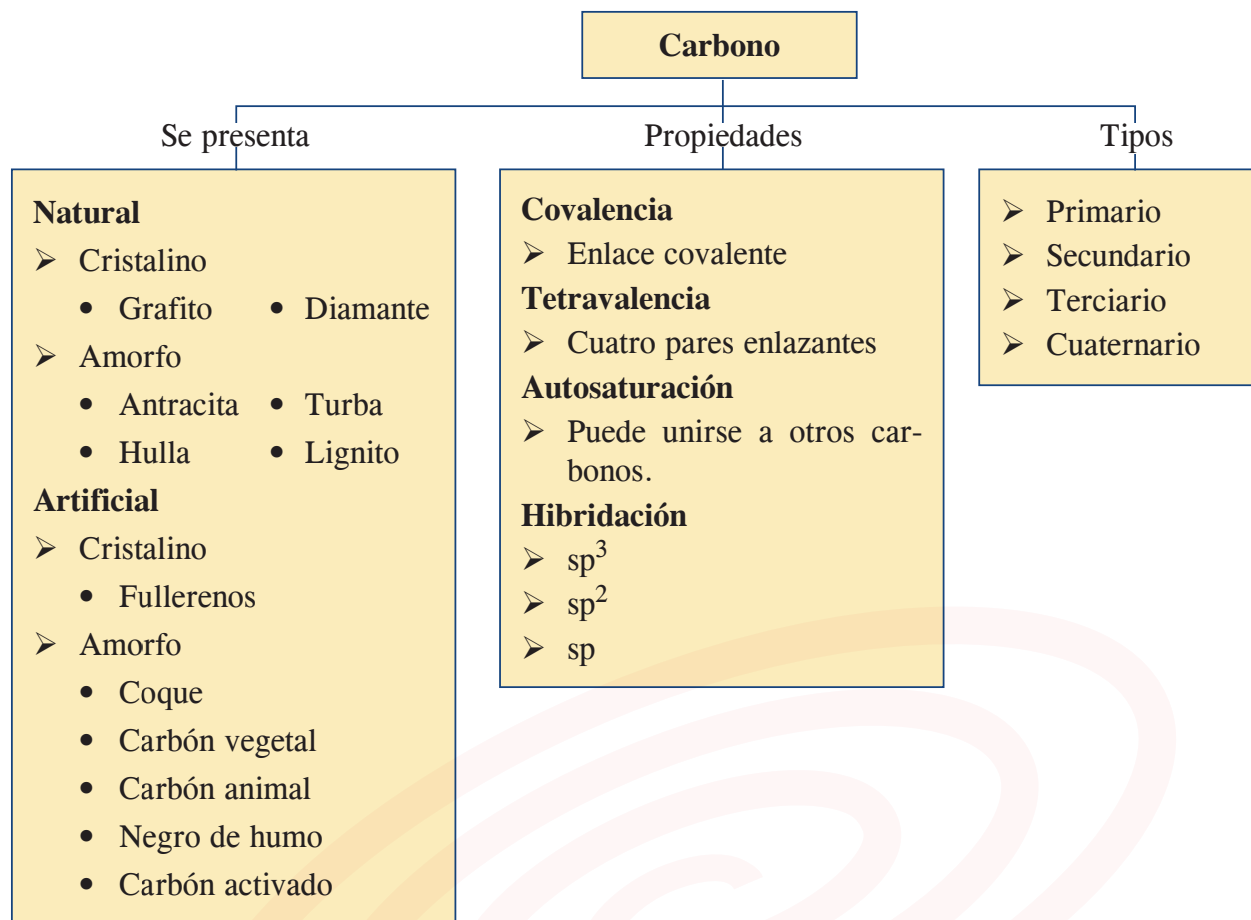 Carbono
Se presenta
Propiedades
Tipos
Natural
➢ Cristalino
• Grafito • Diamante
➢ Amorfo
• Antracita • Turba
• Hulla • Lignito
Artificial
➢ Cristalino
• Fullerenos
➢ Amorfo
• Coque
• Carbón vegetal
• Carbón animal
• Negro de humo
• Carbón activado
Covalencia
➢ Enlace covalente
Tetravalencia
➢ Cuatro pares enlazantes
Autosaturación
➢ Puede unirse a otros car-
bonos.
Hibridación
➢ sp³
➢ sp²
➢ sp
➢ Primario
➢ Secundario
➢ Terciario
➢ Cuaternario